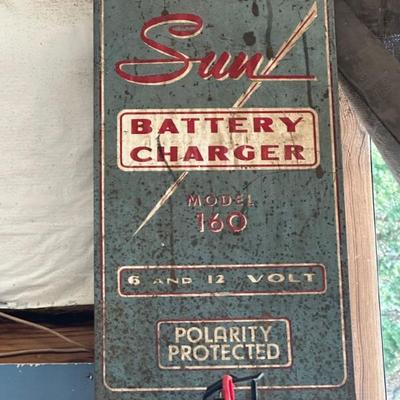 Sun
BATTERY
CHARGER
MODEL
160
6 AND 12 VOLT
POLARITY
PROTECTED